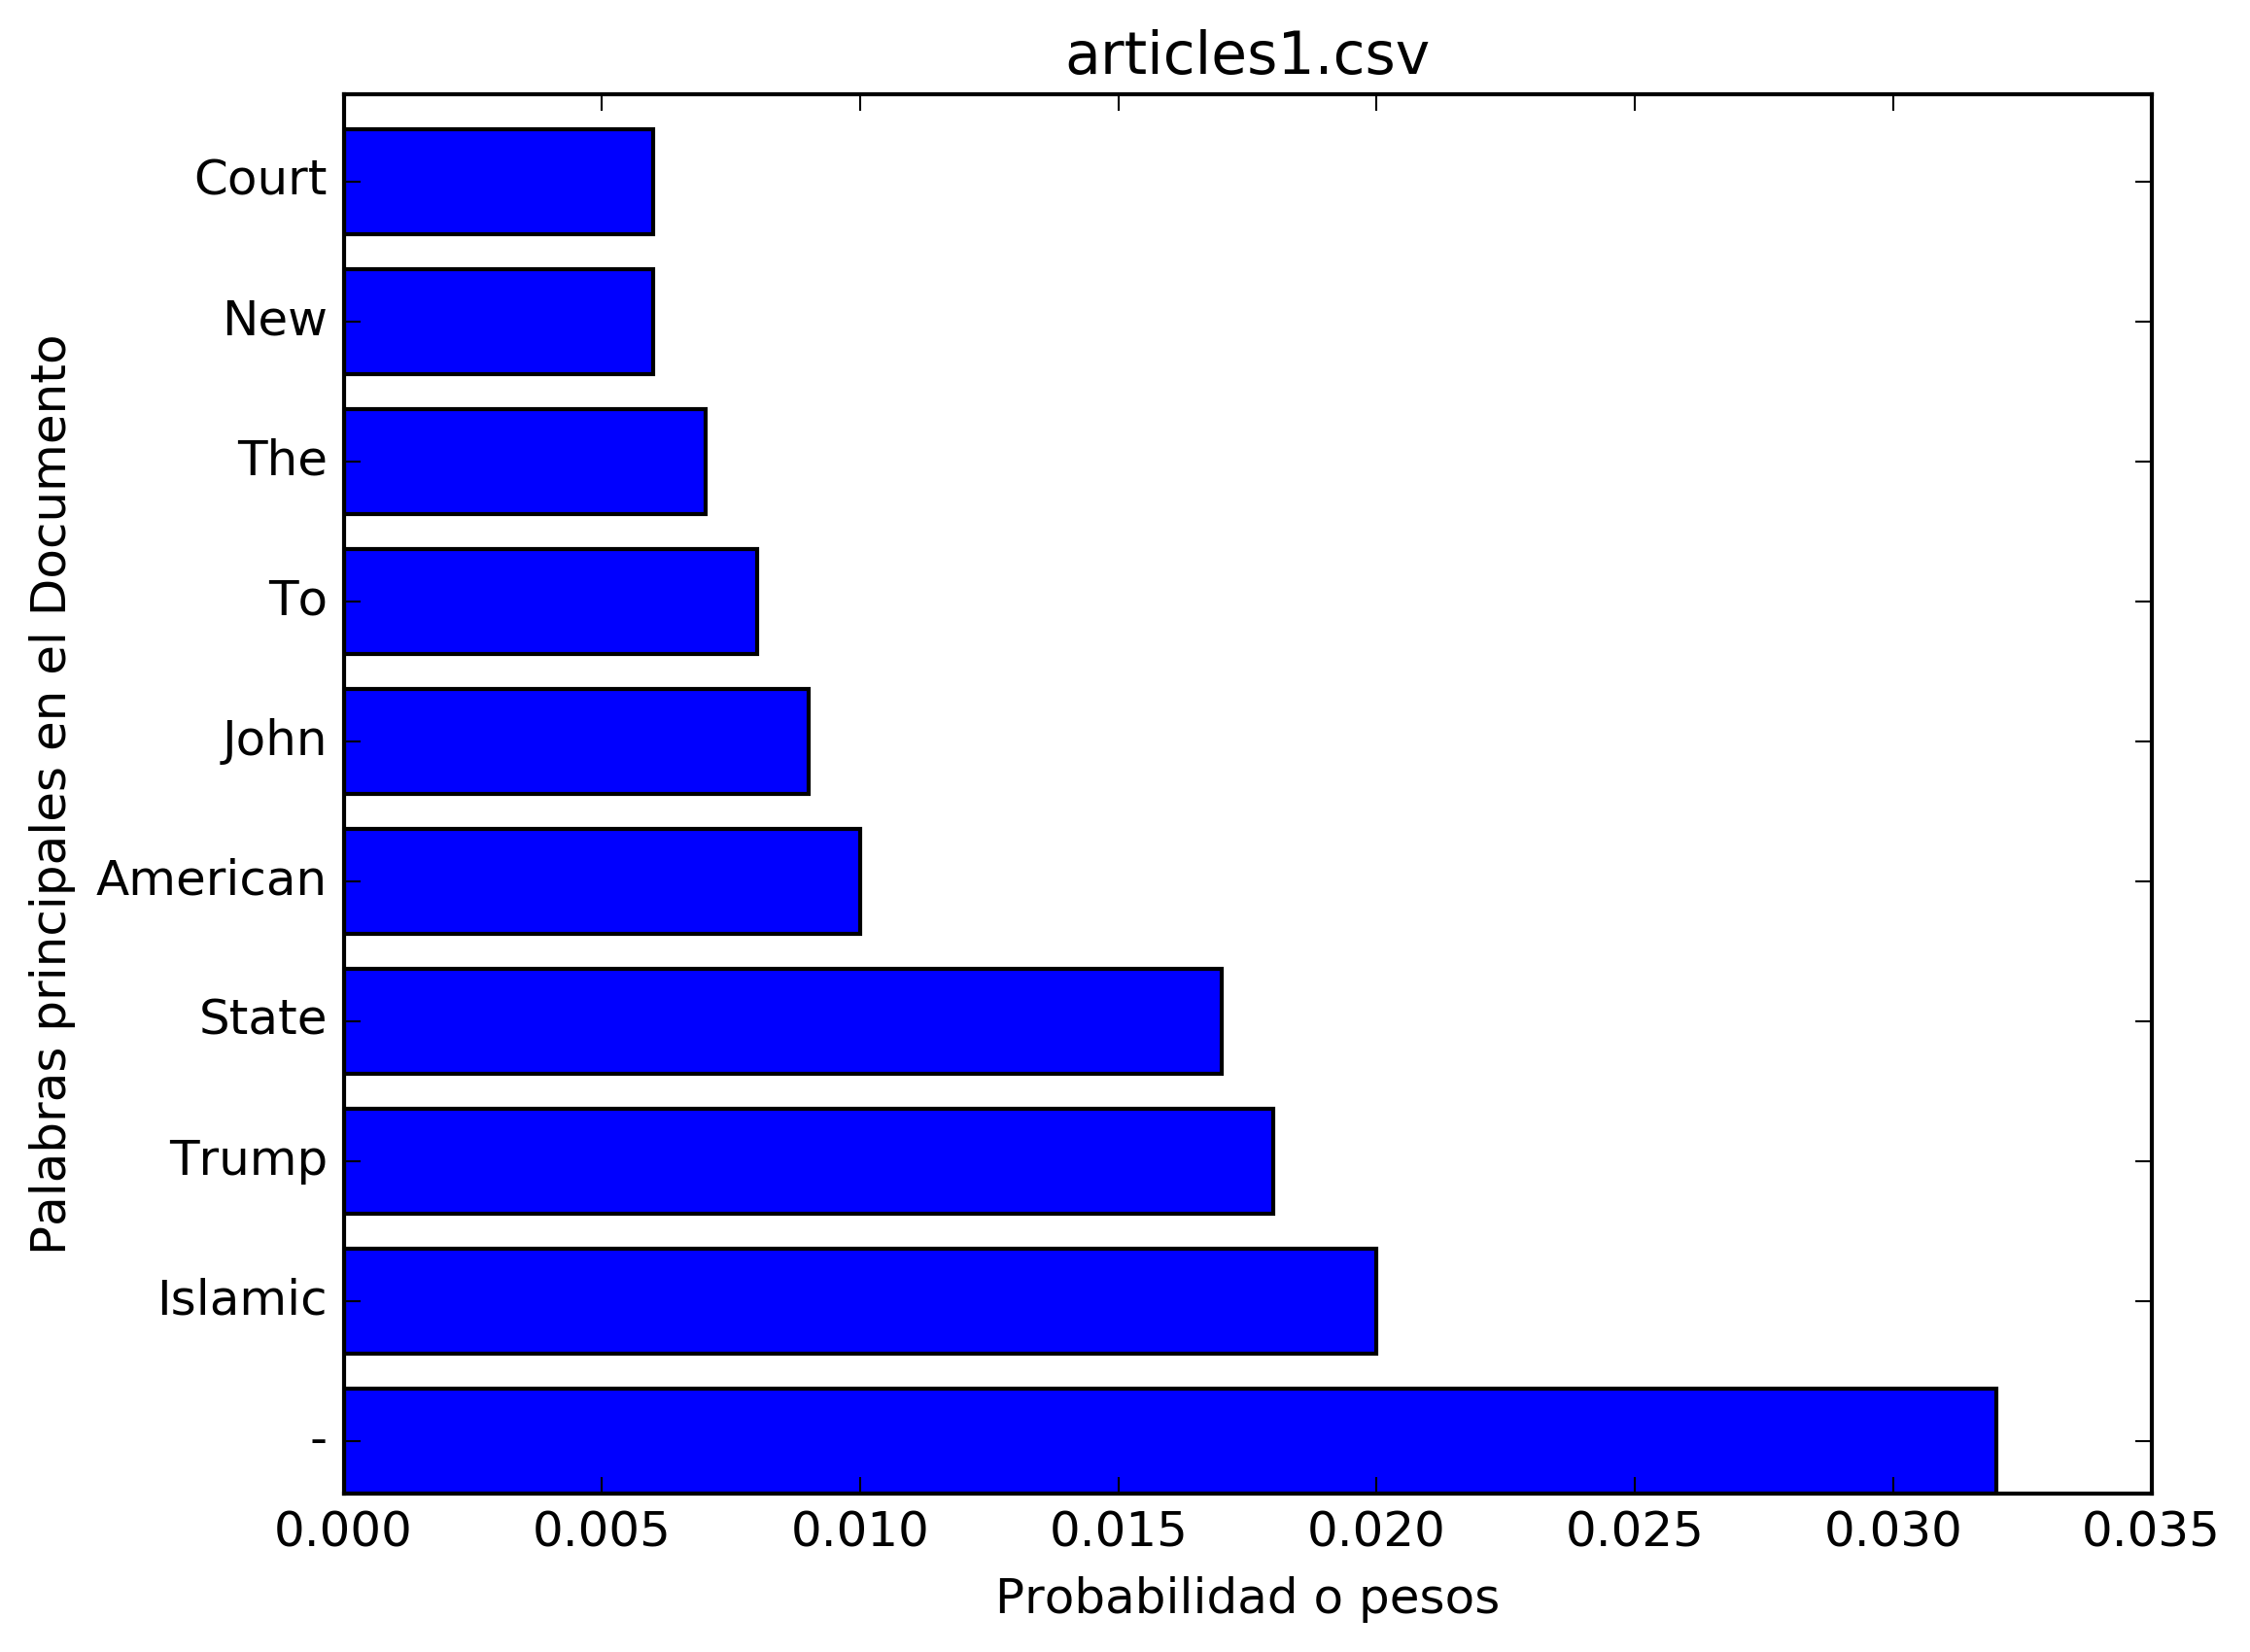 articles1.csv
Palabras principales en el Documento
Court
New
The
To
John
American
State
Trump
Islamic
-
0.000 0.005 0.010 0.015 0.020 0.025 0.030 0.035
Probabilidad o pesos